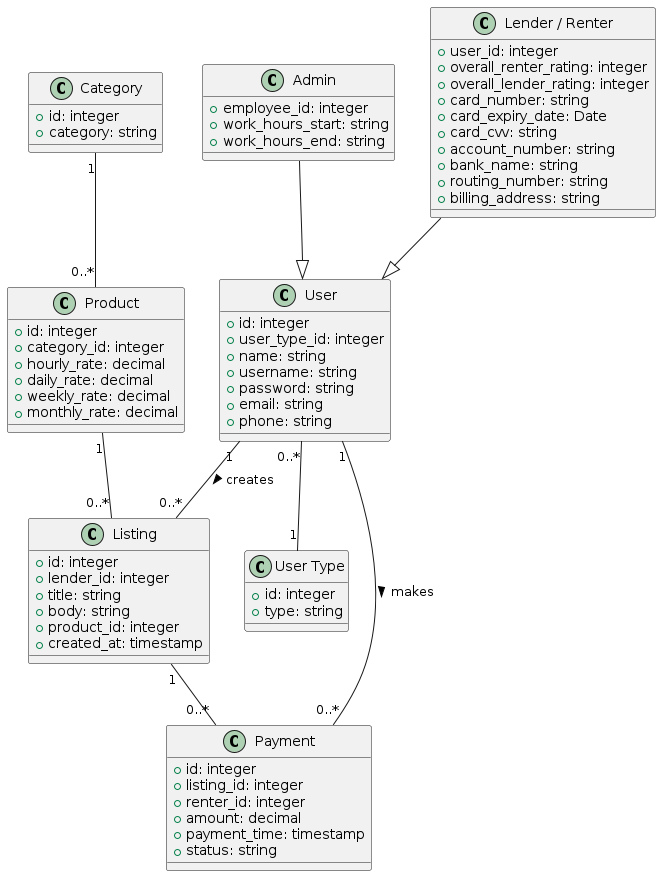 C Lender / Renter
user_id: integer
overall_renter_rating: integer
overall_lender_rating: integer
card_number: string
card_expiry_date: Date
card_cvv: string
account_number: string
bank_name: string
routing_number: string
billing_address: string
C Category
id: integer
category: string
C Admin
employee_id: integer
work_hours_start: string
work_hours_end: string
1
0..*
C Product
id: integer
category_id: integer
hourly_rate: decimal
daily_rate: decimal
weekly_rate: decimal
monthly_rate: decimal
C User
id: integer
user_type_id: integer
name: string
username: string
password: string
email: string
phone: string
1
0..*
1
creates
0..*
0..*
1
1
makes
0..*
C Listing
id: integer
lender_id: integer
title: string
body: string
product_id: integer
created_at: timestamp
C User Type
id: integer
type: string
1
0..*
C Payment
id: integer
listing_id: integer
renter_id: integer
amount: decimal
payment_time: timestamp
status: string